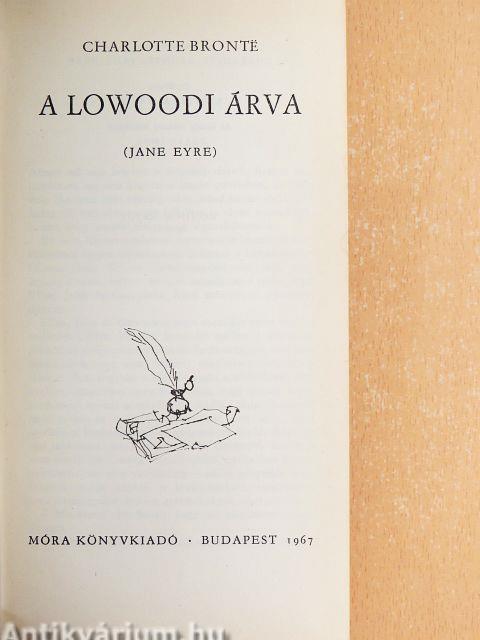 CHARLOTTE BRONTË
A LOWOODI ÁRVA
(JANE EYRE)
MÓRA KÖNYVKIADÓ · BUDAPEST 1967
Antikvárium.hu